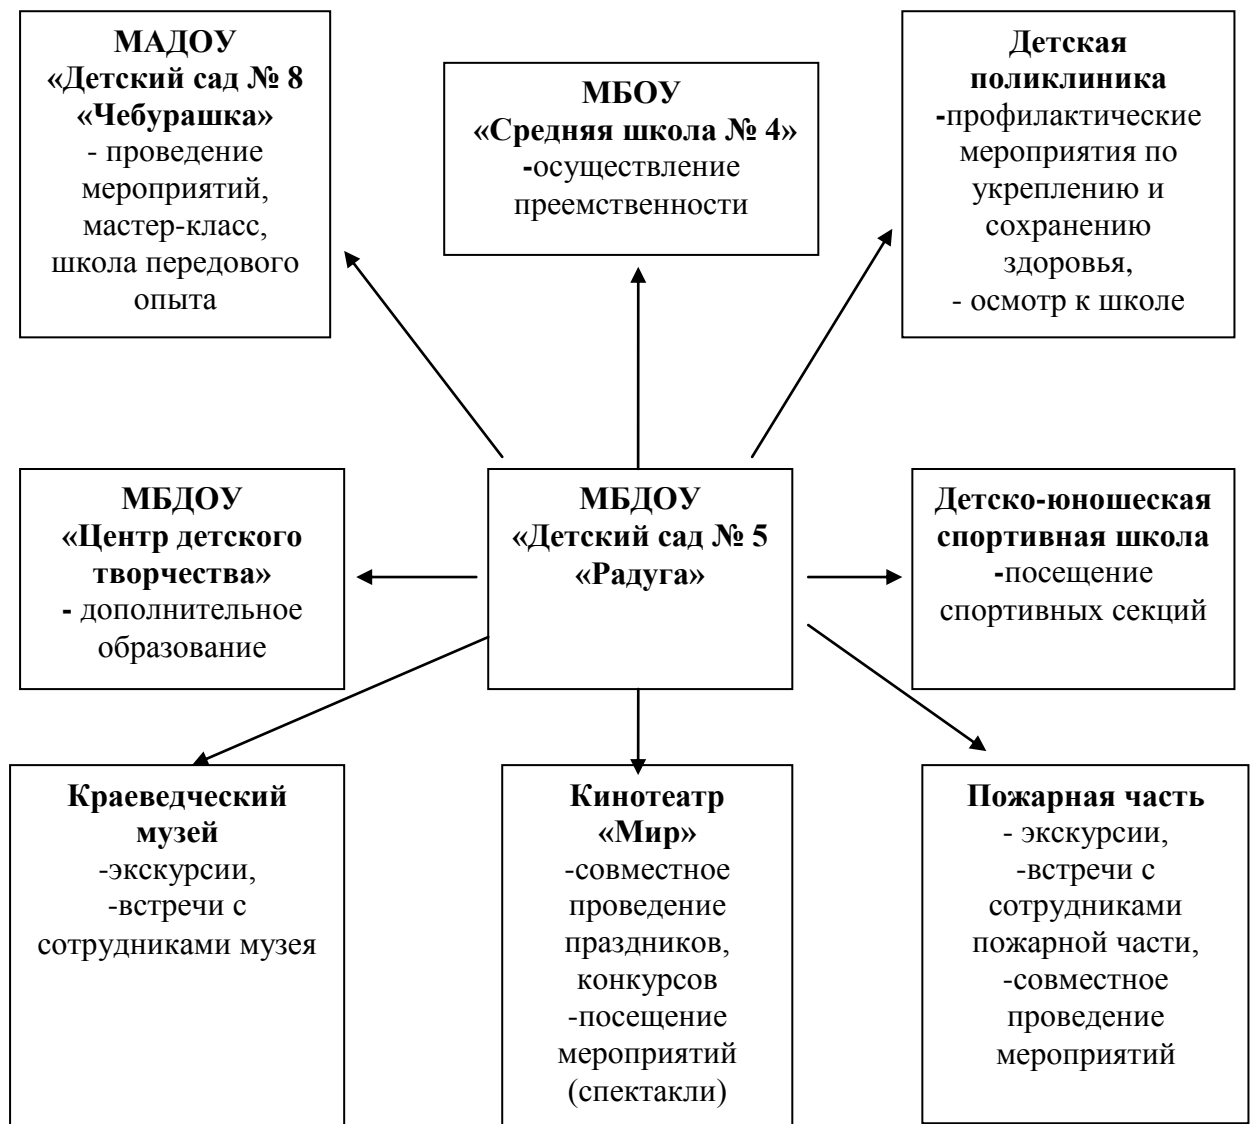 МАДОУ
«Детский сад № 8
«Чебурашка»
- проведение
мероприятий,
мастер-класс,
школа передового
опыта
МБОУ
«Средняя школа № 4»
-осуществление
преемственности
Детская
поликлиника
-профилактические
мероприятия по
укреплению и
сохранению
здоровья,
- осмотр к школе
МБДОУ
«Центр детского
творчества»
- дополнительное
образование
МБДОУ
«Детский сад № 5
«Радуга»
Детско-юношеская
спортивная школа
-посещение
спортивных секций
Краеведческий
музей
-экскурсии,
-встречи с
сотрудниками музея
Кинотеатр
«Мир»
-совместное
проведение
праздников,
конкурсов
-посещение
мероприятий
(спектакли)
Пожарная часть
- экскурсии,
-встречи с
сотрудниками
пожарной части,
-совместное
проведение
мероприятий